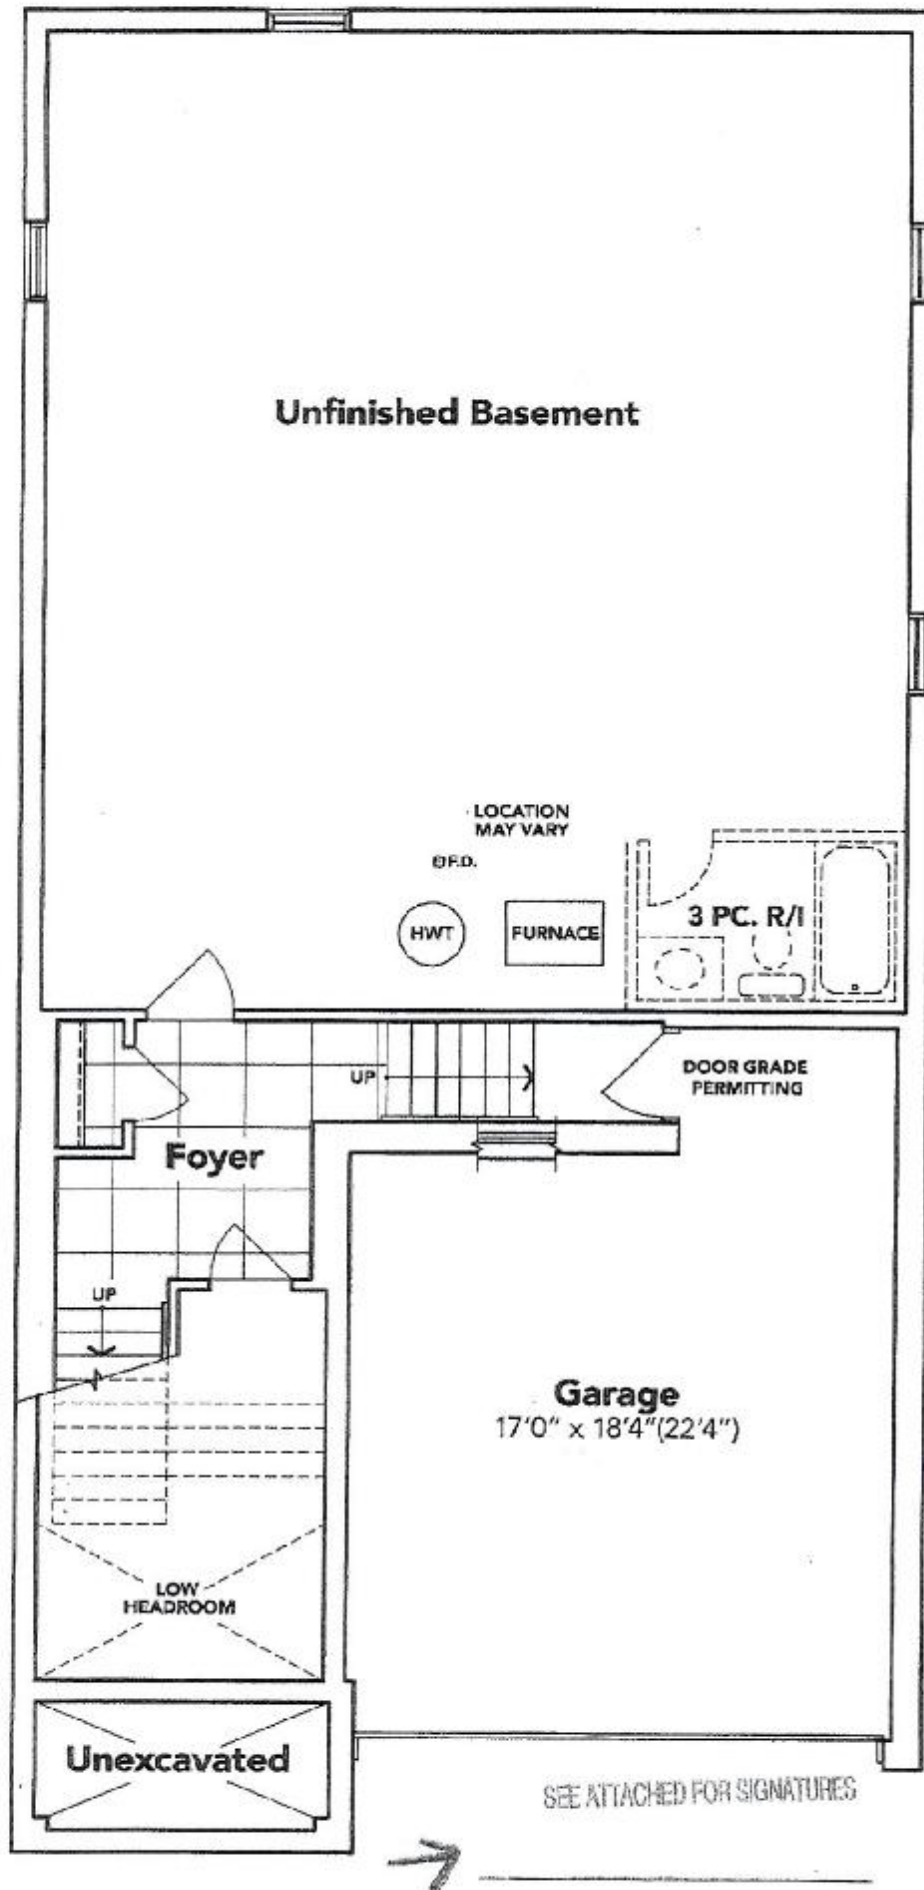 Unfinished Basement
LOCATION
MAY VARY
F.D.
HWT
FURNACE
3 PC. R/I
UP
DOOR GRADE
PERMITTING
Foyer
UP
Garage
17'0" x 18'4"(22'4")
LOW
HEADROOM
Unexcavated
SEE ATTACHED FOR SIGNATURES